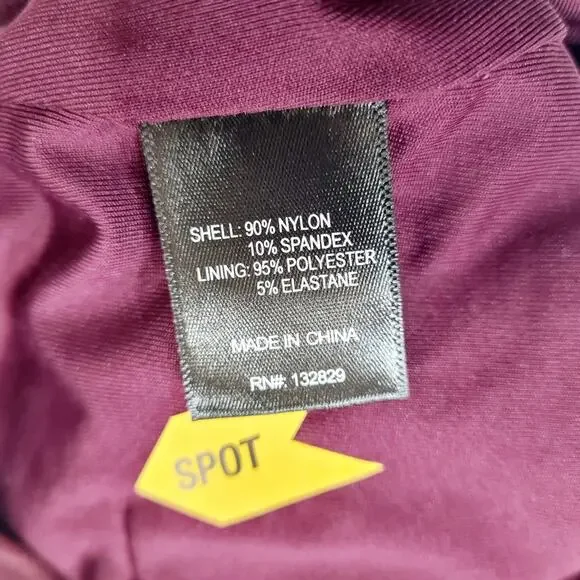 SHELL: 90% NYLON
10% SPANDEX
LINING: 95% POLYESTER
5% ELASTANE
MADE IN CHINA
RN#: 132829
SPOT